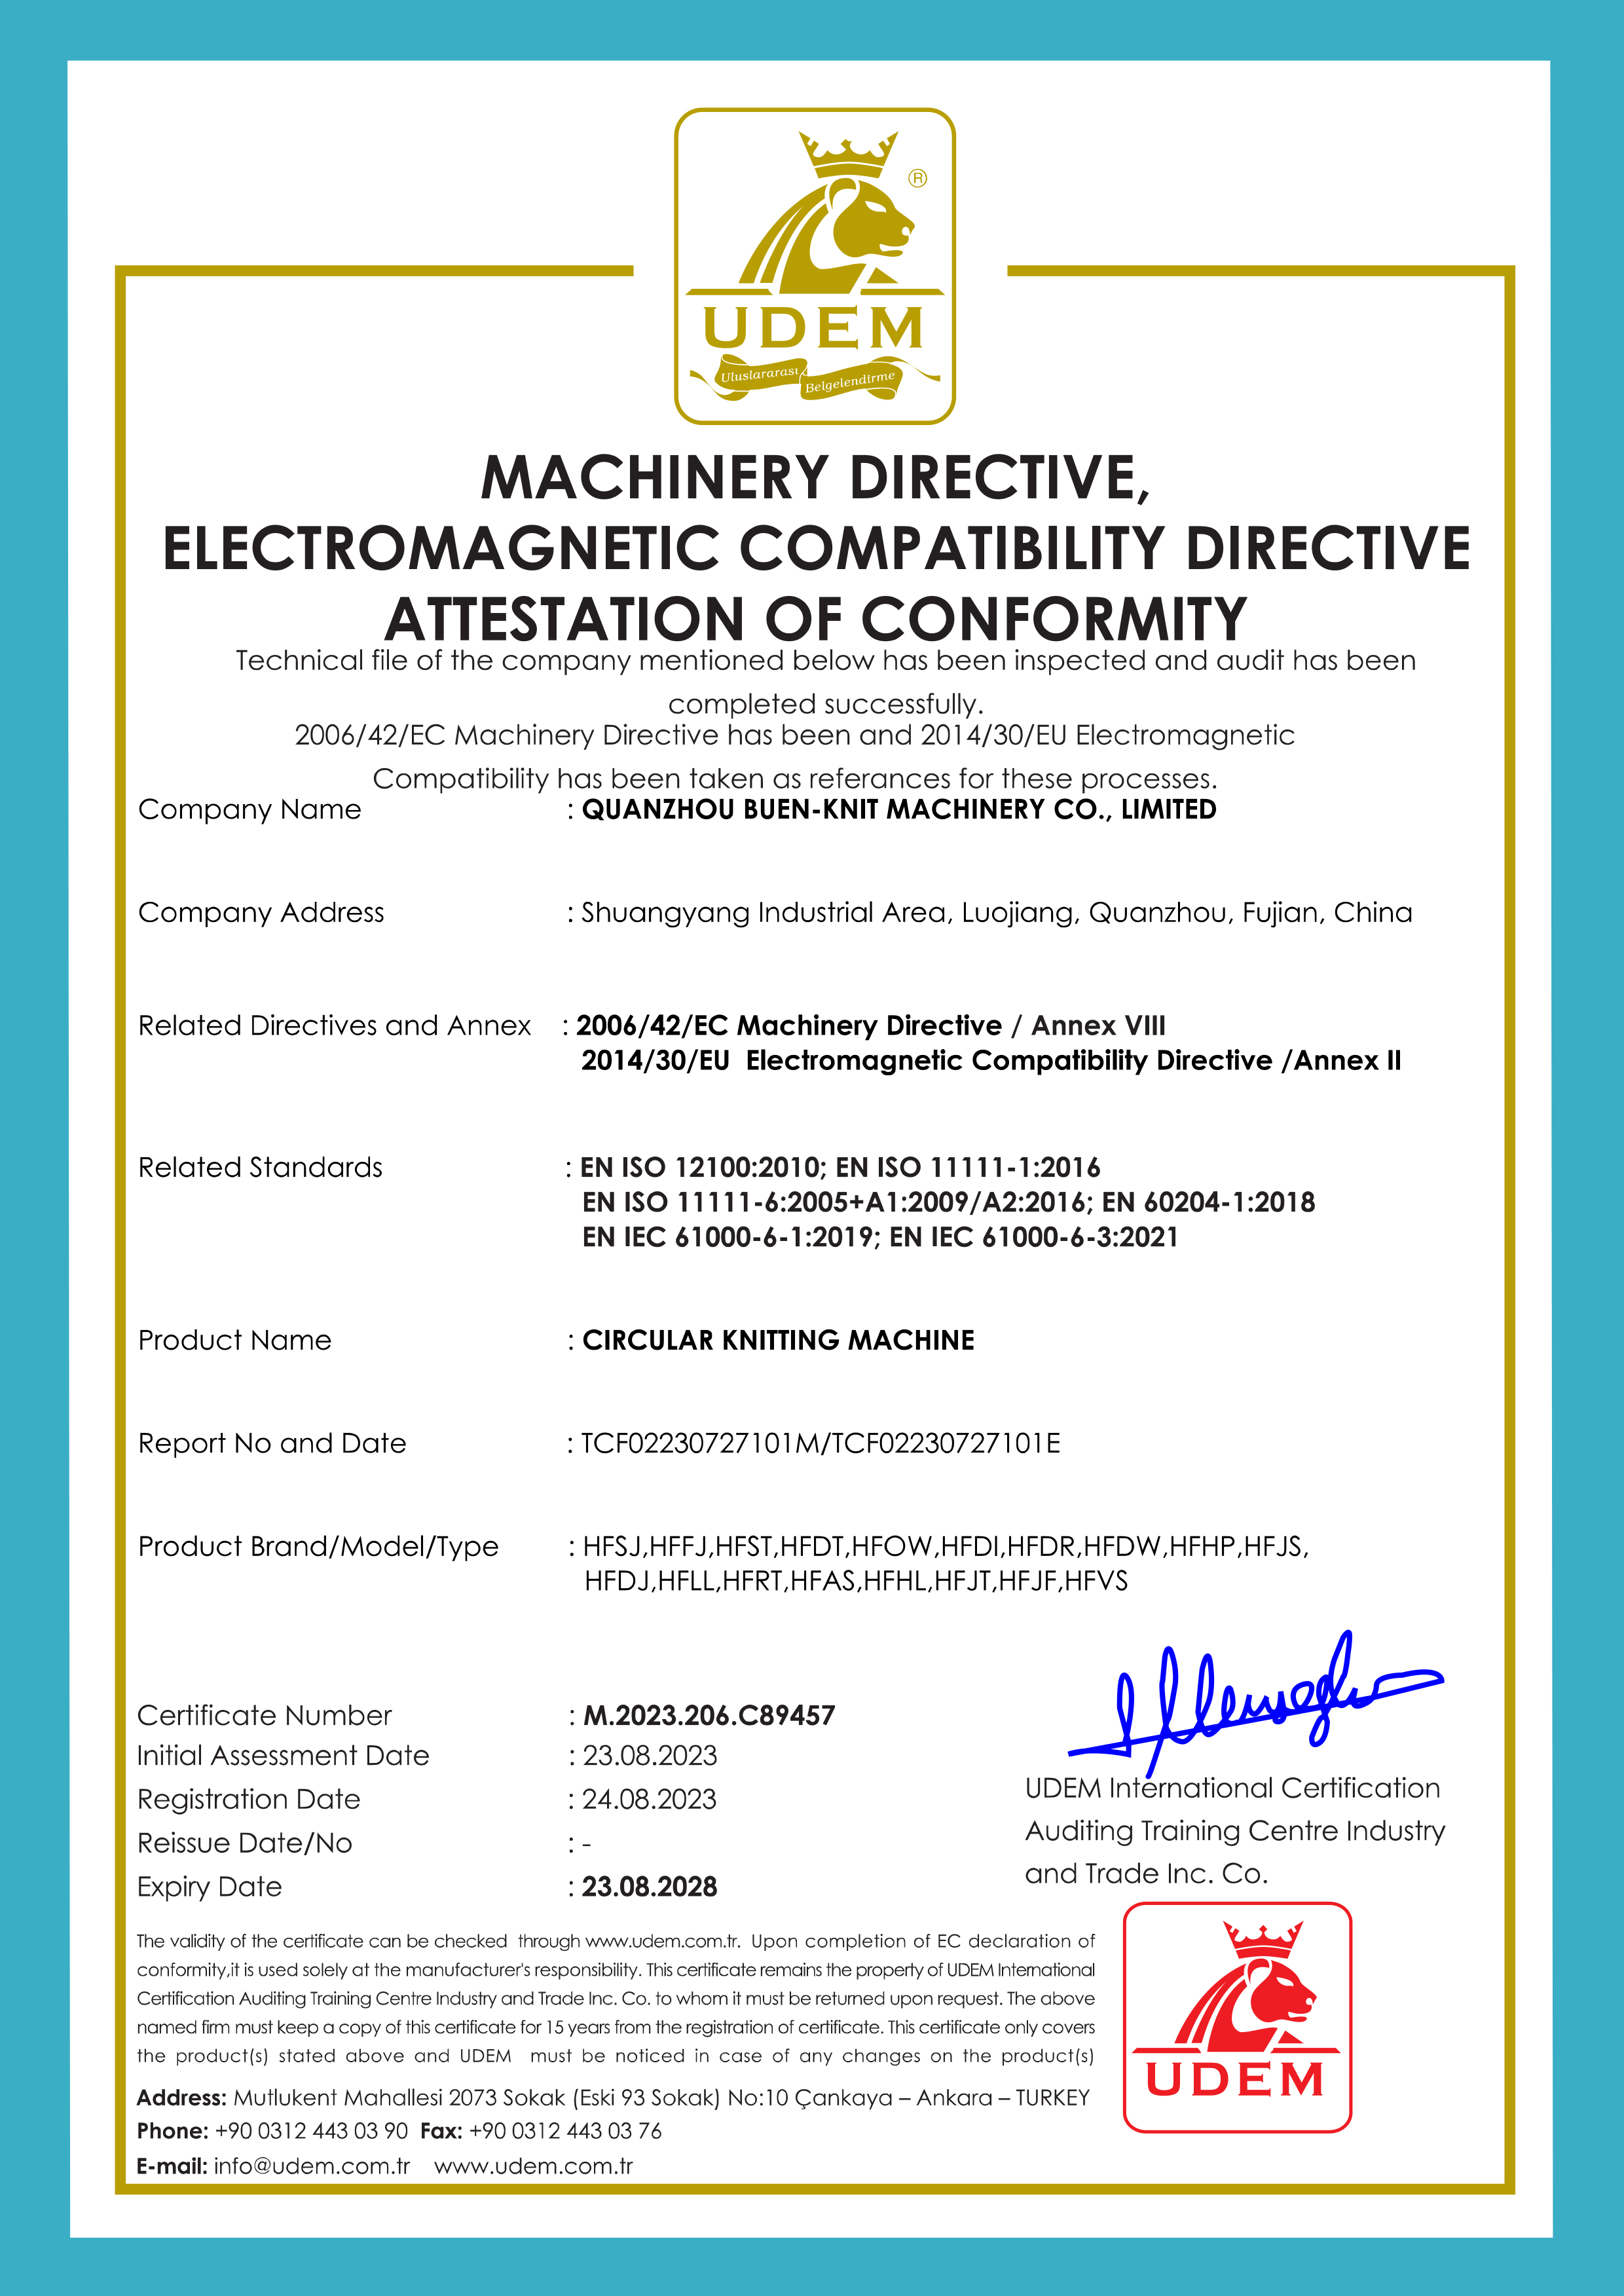 ®
UDEM
Uluslararası Belgelendirme
MACHINERY DIRECTIVE,
ELECTROMAGNETIC COMPATIBILITY DIRECTIVE
ATTESTATION OF CONFORMITY
Technical file of the company mentioned below has been inspected and audit has been
completed successfully.
2006/42/EC Machinery Directive has been and 2014/30/EU Electromagnetic
Compatibility has been taken as referances for these processes.
Company Name : QUANZHOU BUEN-KNIT MACHINERY CO., LIMITED
Company Address : Shuangyang Industrial Area, Luojiang, Quanzhou, Fujian, China
Related Directives and Annex : 2006/42/EC Machinery Directive / Annex VIII
2014/30/EU Electromagnetic Compatibility Directive /Annex II
Related Standards : EN ISO 12100:2010; EN ISO 11111-1:2016
EN ISO 11111-6:2005+A1:2009/A2:2016; EN 60204-1:2018
EN IEC 61000-6-1:2019; EN IEC 61000-6-3:2021
Product Name : CIRCULAR KNITTING MACHINE
Report No and Date : TCF02230727101M/TCF02230727101E
Product Brand/Model/Type : HFSJ,HFFJ,HFST,HFDT,HFOW,HFDI,HFDR,HFDW,HFHP,HFJS,
HFDJ,HFLL,HFRT,HFAS,HFHL,HFJT,HFJF,HFVS
Certificate Number : M.2023.206.C89457
Initial Assessment Date : 23.08.2023
Registration Date : 24.08.2023
Reissue Date/No : -
Expiry Date : 23.08.2028
UDEM International Certification
Auditing Training Centre Industry
and Trade Inc. Co.
The validity of the certificate can be checked through www.udem.com.tr. Upon completion of EC declaration of
conformity,it is used solely at the manufacturer's responsibility. This certificate remains the property of UDEM International
Certification Auditing Training Centre Industry and Trade Inc. Co. to whom it must be returned upon request. The above
named firm must keep a copy of this certificate for 15 years from the registration of certificate. This certificate only covers
the product(s) stated above and UDEM must be noticed in case of any changes on the product(s)
Address: Mutlukent Mahallesi 2073 Sokak (Eski 93 Sokak) No:10 Çankaya – Ankara – TURKEY
Phone: +90 0312 443 03 90 Fax: +90 0312 443 03 76
E-mail: info@udem.com.tr www.udem.com.tr
UDEM